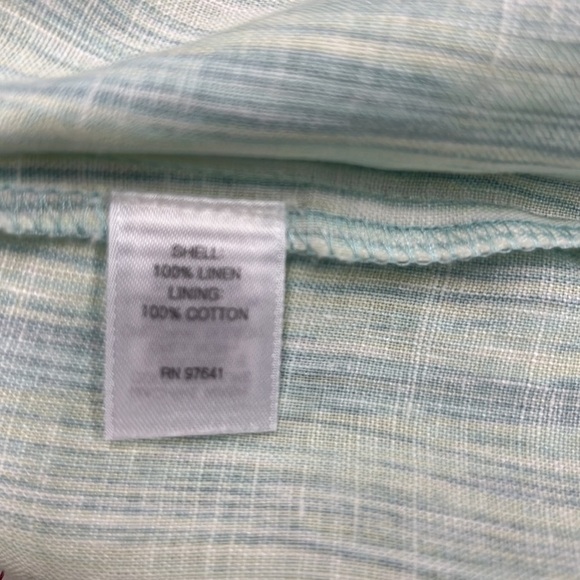 SHELL:
100% LINEN
LINING:
100% COTTON
RN 97641